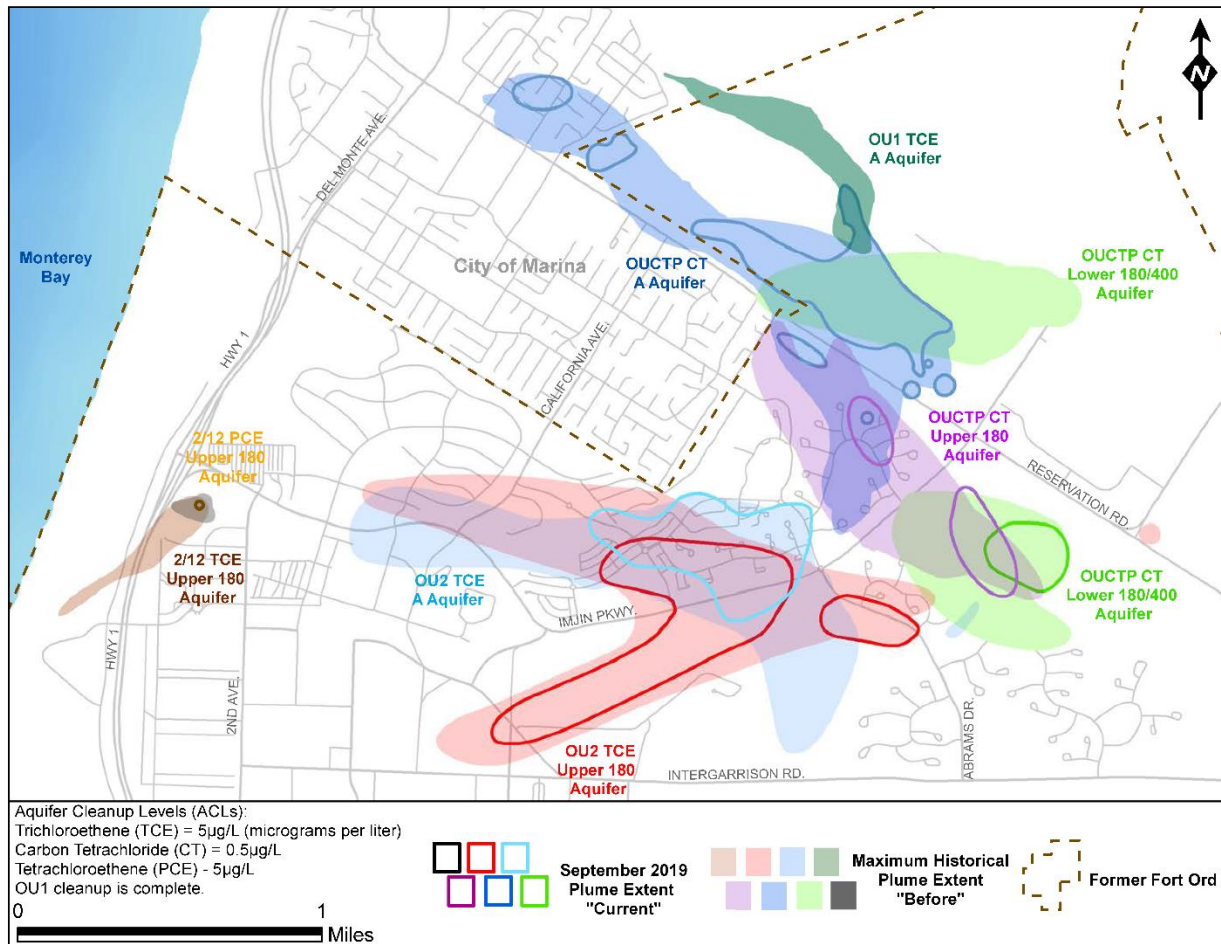 N
DEL MONTE AVE.
OU1 TCE
A Aquifer
Monterey
Bay
City of Marina
OUCTP CT
A Aquifer
OUCTP CT
Lower 180/400
Aquifer
HWY 1
CALIFORNIA AVE.
2/12 PCE
Upper 180
Aquifer
OUCTP CT
Upper 180
Aquifer
RESERVATION RD.
2/12 TCE
Upper 180
Aquifer
OU2 TCE
A Aquifer
OUCTP CT
Lower 180/400
Aquifer
IMJIN PKWY.
HWY 1
2ND AVE.
OU2 TCE
Upper 180
Aquifer
INTERGARRISON RD.
ABRAMS DR.
Aquifer Cleanup Levels (ACLs):
Trichloroethene (TCE) = 5µg/L (micrograms per liter)
Carbon Tetrachloride (CT) = 0.5µg/L
Tetrachloroethene (PCE) - 5µg/L
OU1 cleanup is complete.
0 1
Miles
September 2019
Plume Extent
"Current"
Maximum Historical
Plume Extent
"Before"
Former Fort Ord